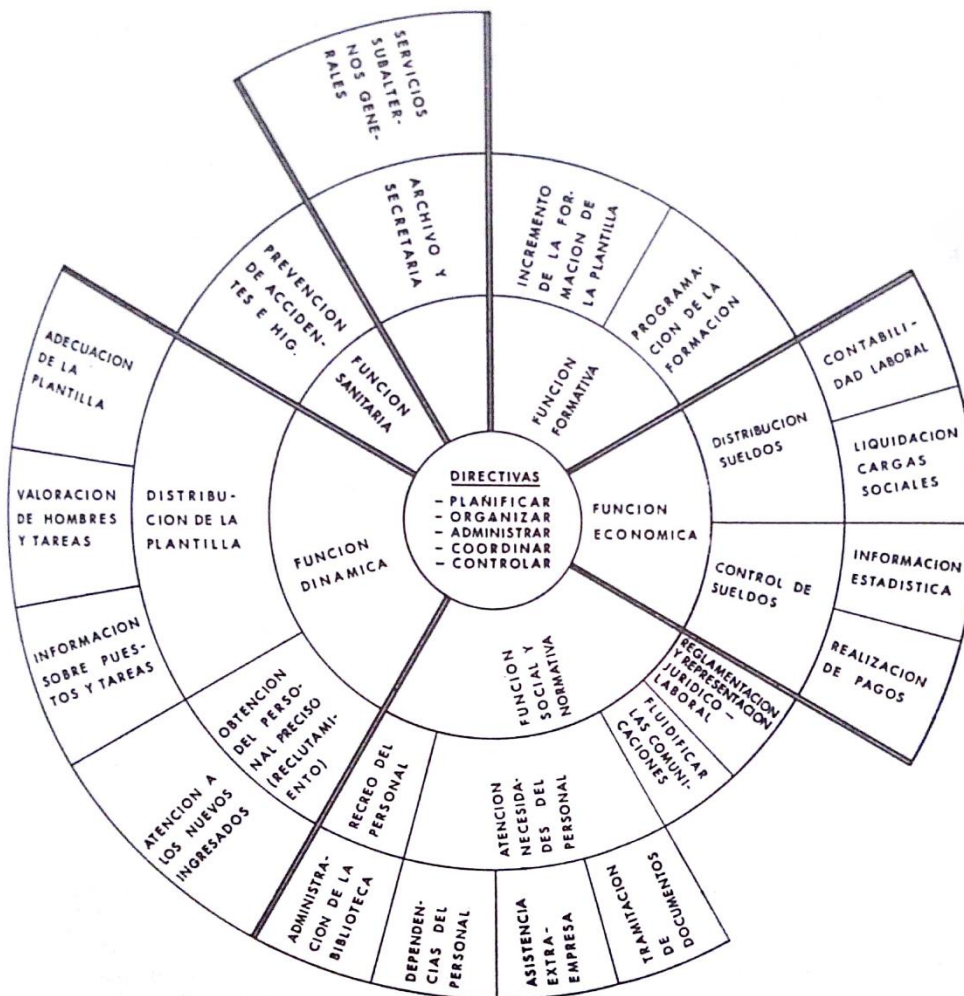 SERVICIOS
SUBALTER-
NOS GENE-
RALES
ARCHIVO Y
SECRETARIA
INCREMENTO
DE LA FOR-
MACION DE
LA PLANTILLA
PROGRAMA-
CION DE LA
FORMACION
PREVENCION
DE ACCIDEN-
TES E HIG.
FUNCION
SANITARIA
FUNCION
FORMATIVA
ADECUACION
DE LA
PLANTILLA
VALORACION
DE HOMBRES
Y TAREAS
INFORMACION
SOBRE PUES-
TOS Y TAREAS
ATENCION A
LOS NUEVOS
INGRESADOS
DISTRIBU-
CION DE LA
PLANTILLA
OBTENCION
DEL PERSO-
NAL PRECISO
(RECLUTAMI-
ENTO)
FUNCION
DINAMICA
DIRECTIVAS
- PLAÑIFICAR
- ORGANIZAR
- ADMINISTRAR
- COORDINAR
- CONTROLAR
FUNCION
ECONOMICA
DISTRIBUCION
SUELDOS
CONTROL DE
SUELDOS
CONTABILI-
DAD LABORAL
LIQUIDACION
CARGAS
SOCIALES
INFORMACION
ESTADISTICA
REALIZACION
DE PAGOS
FUNCION
SOCIAL Y
NORMATIVA
REGLAMENTACION
Y REPRESENTACION
JURIDICO -
LABORAL
FLUIDIFICAR
LAS COMUNI-
CACIONES
ATENCION
NECESIDA-
DES DEL
PERSONAL
RECREO DEL
PERSONAL
ADMINISTRA-
CION DE LA
BIBLIOTECA
DEPENDEN-
CIAS DEL
PERSONAL
ASISTENCIA
EXTRA-
EMPRESA
TRAMITACION
DE
DOCUMENTOS